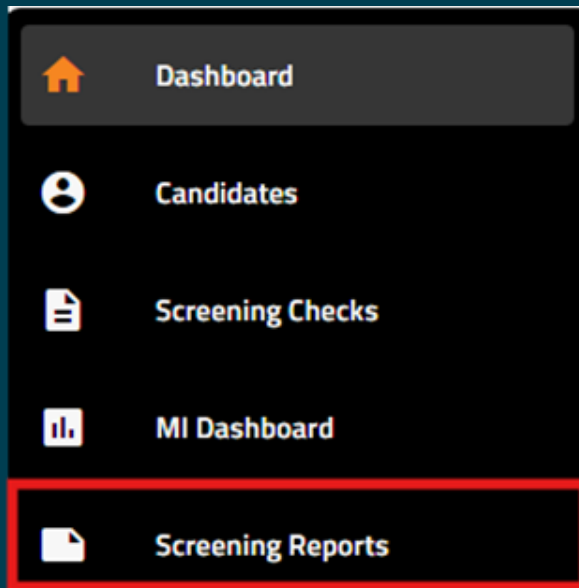 Dashboard
Candidates
Screening Checks
MI Dashboard
Screening Reports